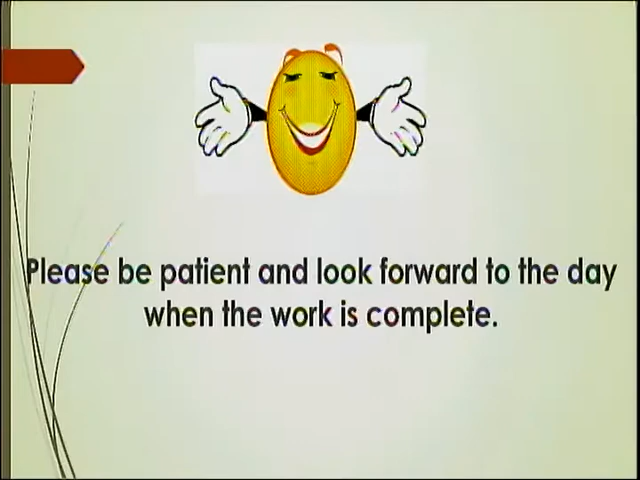 Please be patient and look forward to the day
when the work is complete.